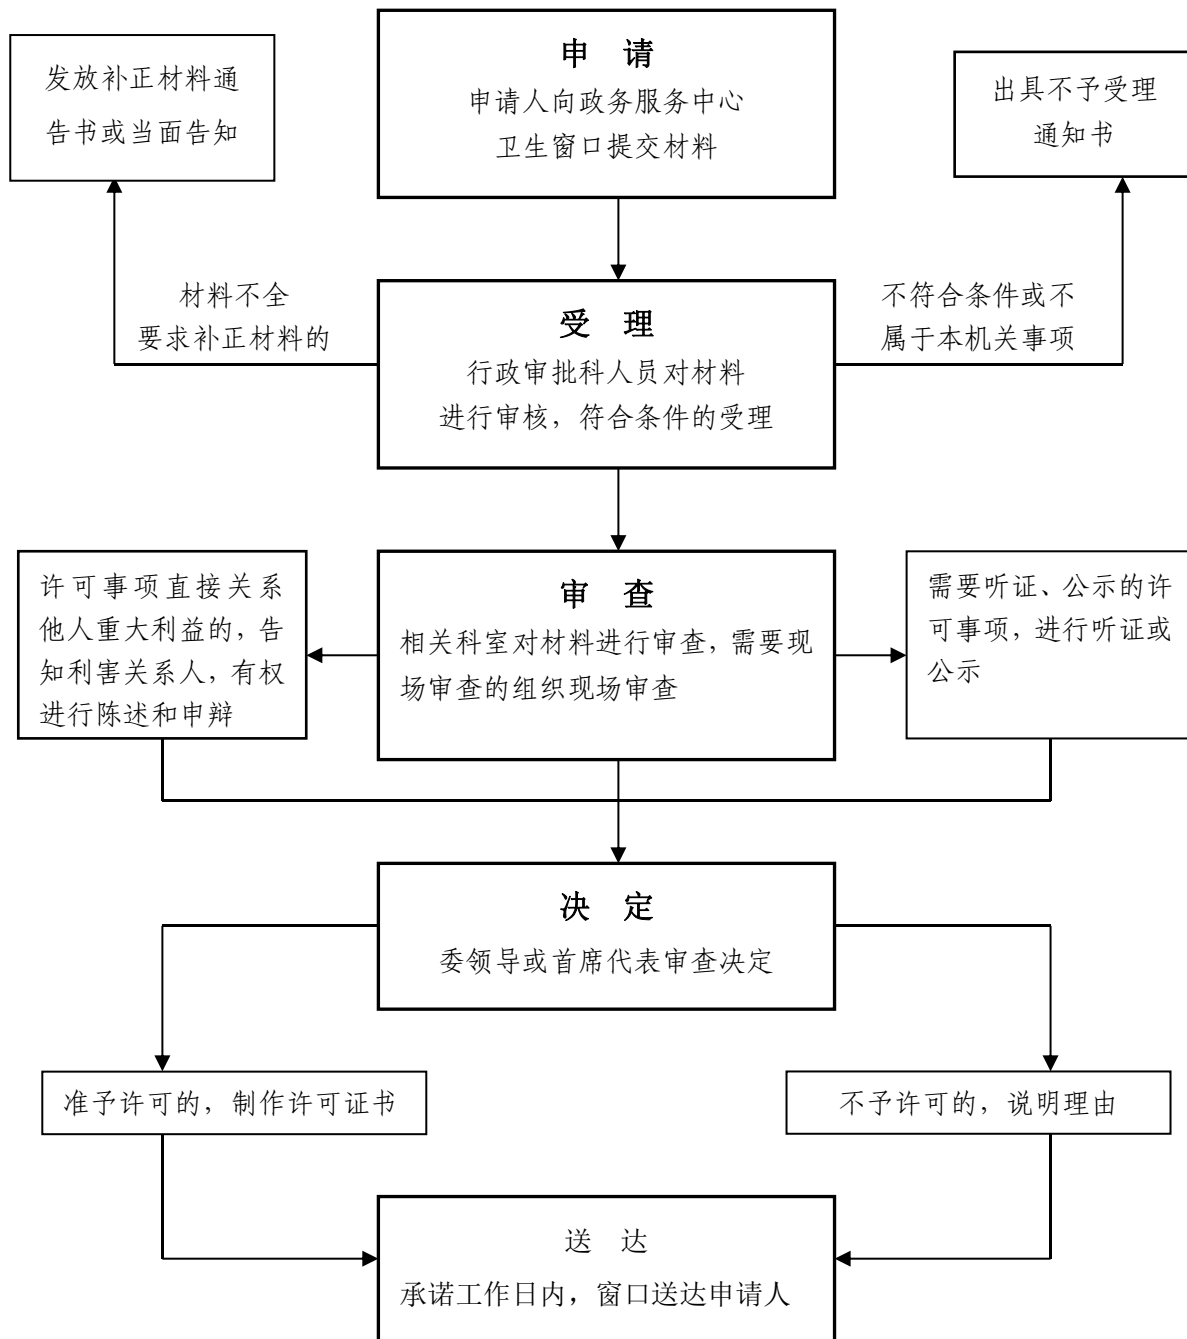 申 请
申请人向政务服务中心
卫生窗口提交材料
发放补正材料通
告书或当面告知
出具不予受理
通知书
材料不全
要求补正材料的
不符合条件或不
属于本机关事项
受 理
行政审批科人员对材料
进行审核，符合条件的受理
审 查
相关科室对材料进行审查，需要现
场审查的组织现场审查
许可事项直接关系
他人重大利益的，告
知利害关系人，有权
进行陈述和申辩
需要听证、公示的许
可事项，进行听证或
公示
决 定
委领导或首席代表审查决定
准予许可的，制作许可证书
不予许可的，说明理由
送 达
承诺工作日内，窗口送达申请人